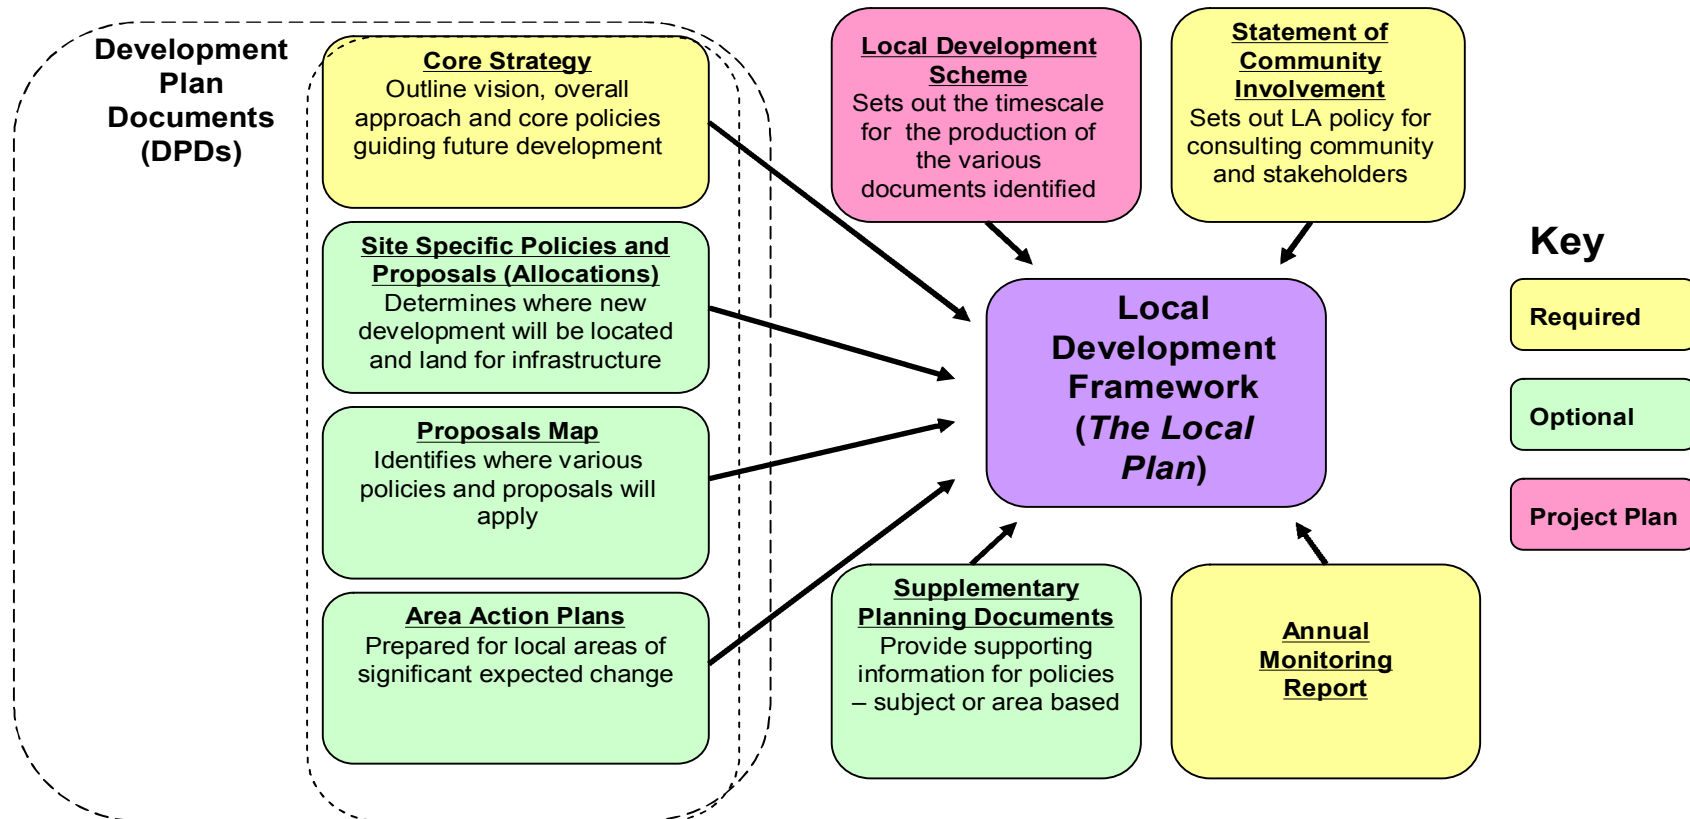 Development
Plan
Documents
(DPDs)
Core Strategy
Outline vision, overall
approach and core policies
guiding future development
Site Specific Policies and
Proposals (Allocations)
Determines where new
development will be located
and land for infrastructure
Proposals Map
Identifies where various
policies and proposals will
apply
Area Action Plans
Prepared for local areas of
significant expected change
Local Development
Scheme
Sets out the timescale
for the production of
the various
documents identified
Statement of
Community
Involvement
Sets out LA policy for
consulting community
and stakeholders
Local
Development
Framework
(The Local
Plan)
Supplementary
Planning Documents
Provide supporting
information for policies
– subject or area based
Annual
Monitoring
Report
Key
Required
Optional
Project Plan